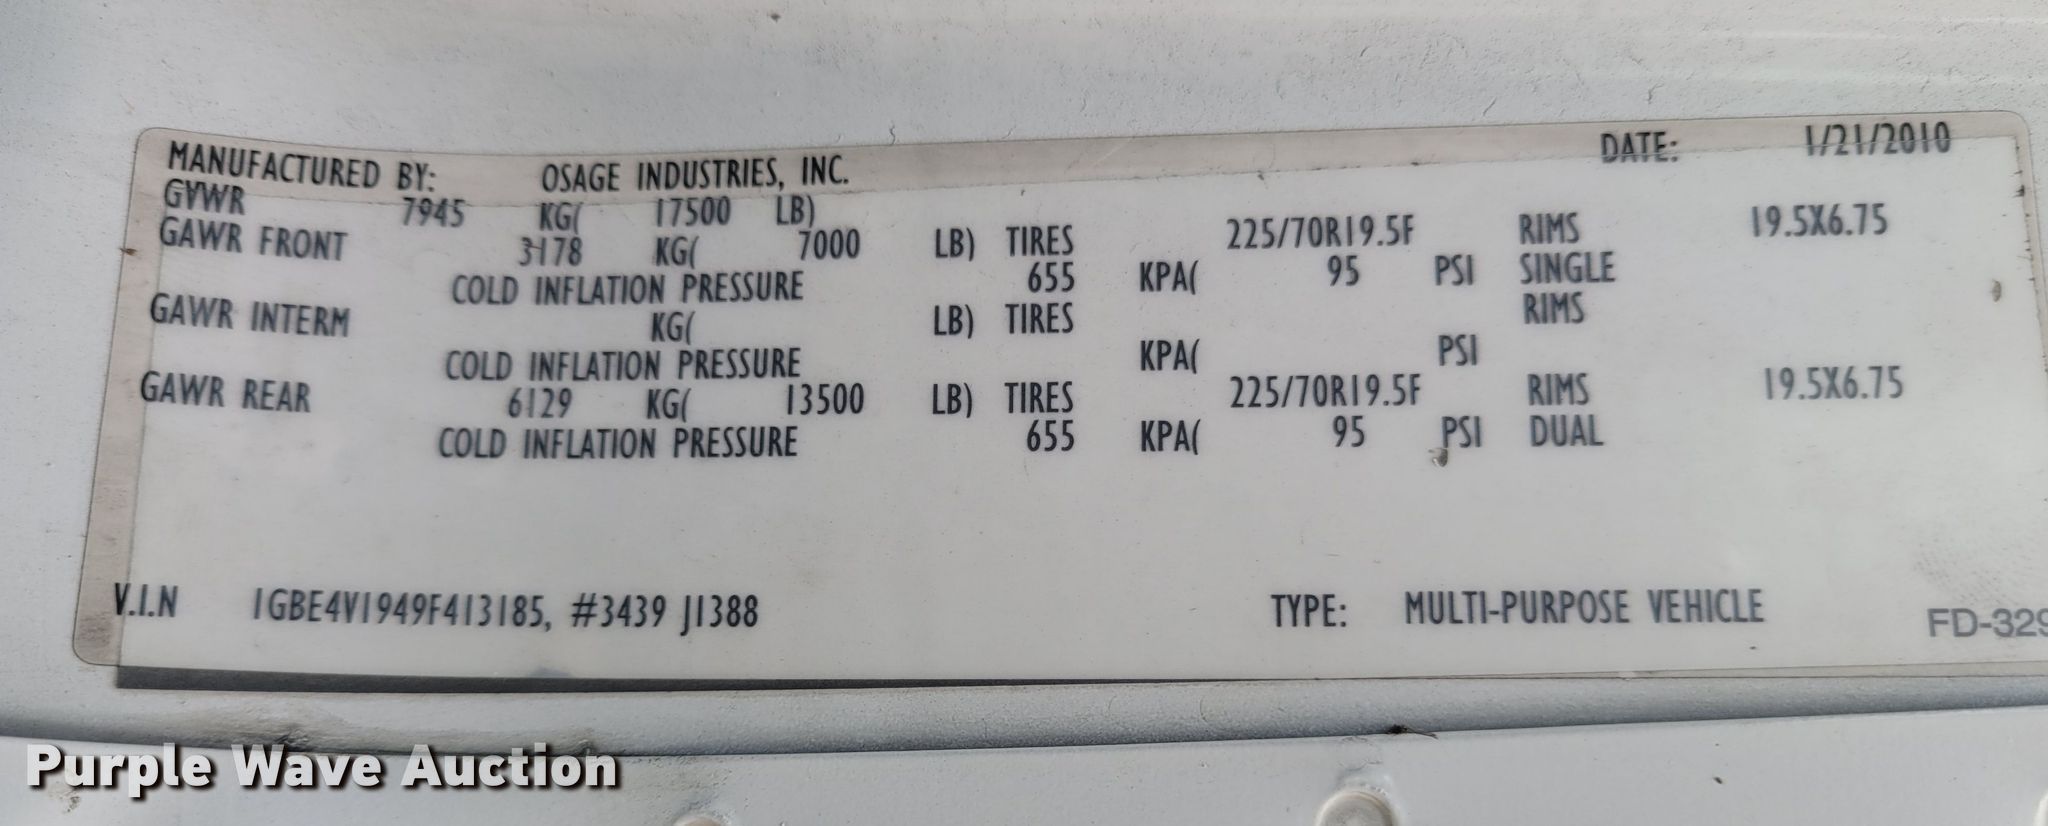 MANUFACTURED BY: OSAGE INDUSTRIES, INC. DATE: 1/21/2010
GVWR 7945 KG( 17500 LB)
GAWR FRONT 3178 KG( 7000 LB) TIRES 225/70R19.5F RIMS 19.5X6.75
COLD INFLATION PRESSURE 655 KPA( 95 PSI SINGLE
GAWR INTERM KG( LB) TIRES RIMS
COLD INFLATION PRESSURE KPA( PSI
GAWR REAR 6129 KG( 13500 LB) TIRES 225/70R19.5F RIMS 19.5X6.75
COLD INFLATION PRESSURE 655 KPA( 95 PSI DUAL
V.I.N 1GBE4V1949F413185, #3439 J1388 TYPE: MULTI-PURPOSE VEHICLE
FD-329
Purple Wave Auction